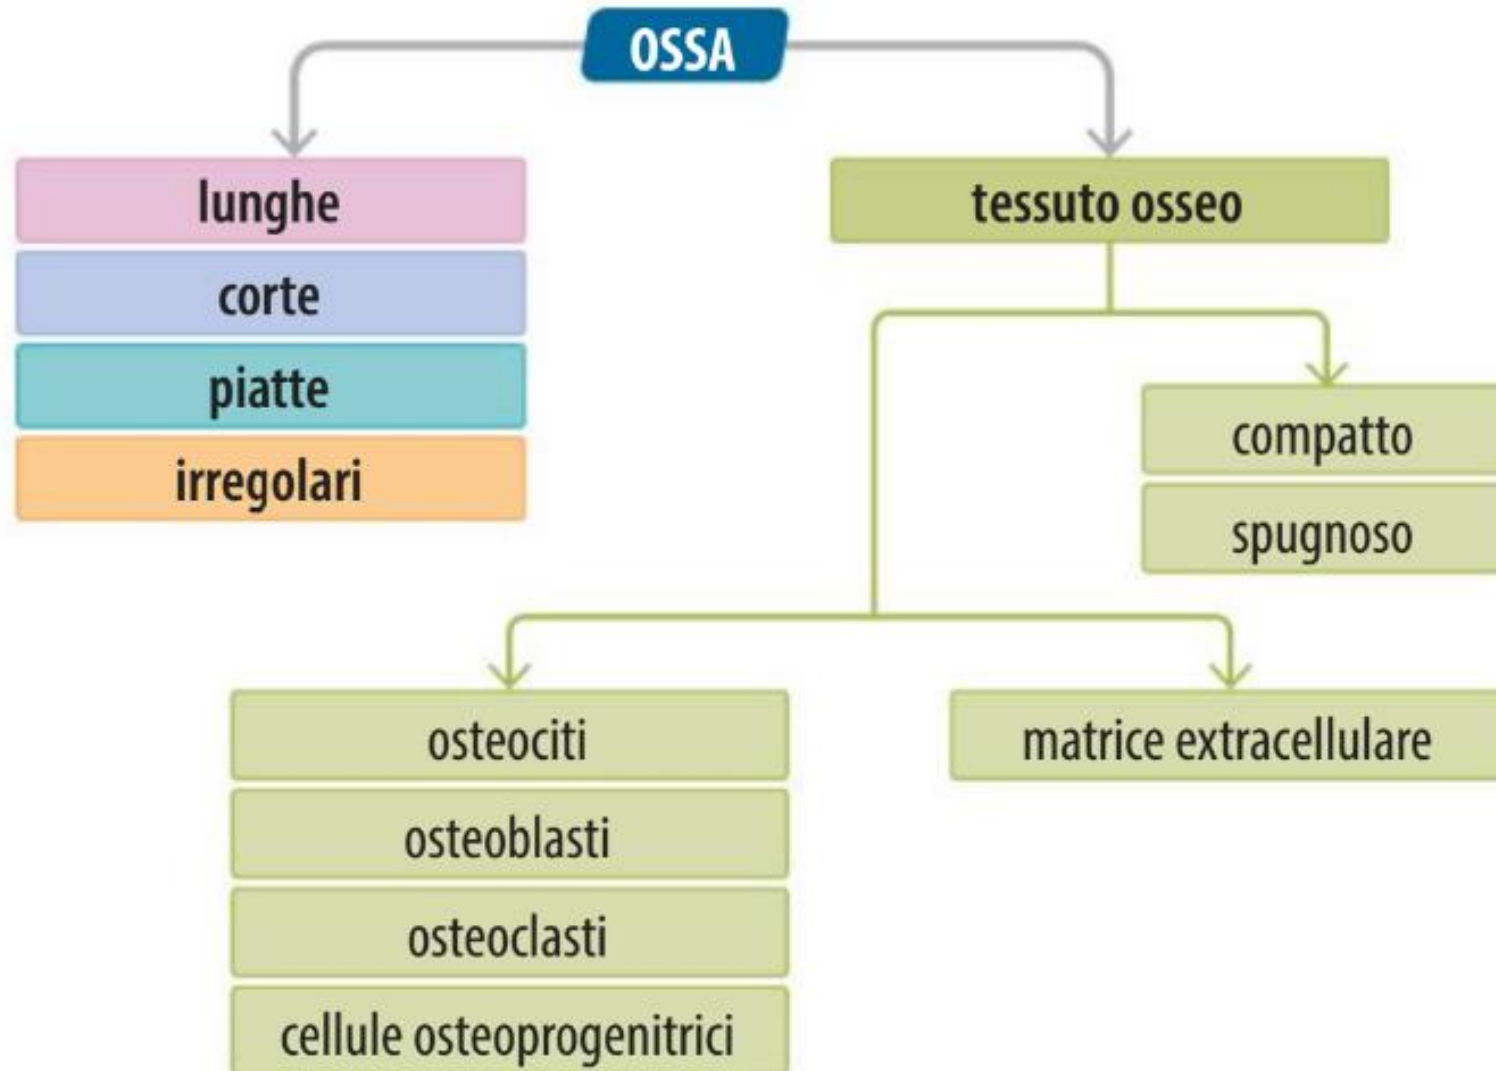 OSSA
lunghe
corte
piatte
irregolari
tessuto osseo
compatto
spugnoso
osteociti
osteoblasti
osteoclasti
cellule osteoprogenitrici
matrice extracellulare